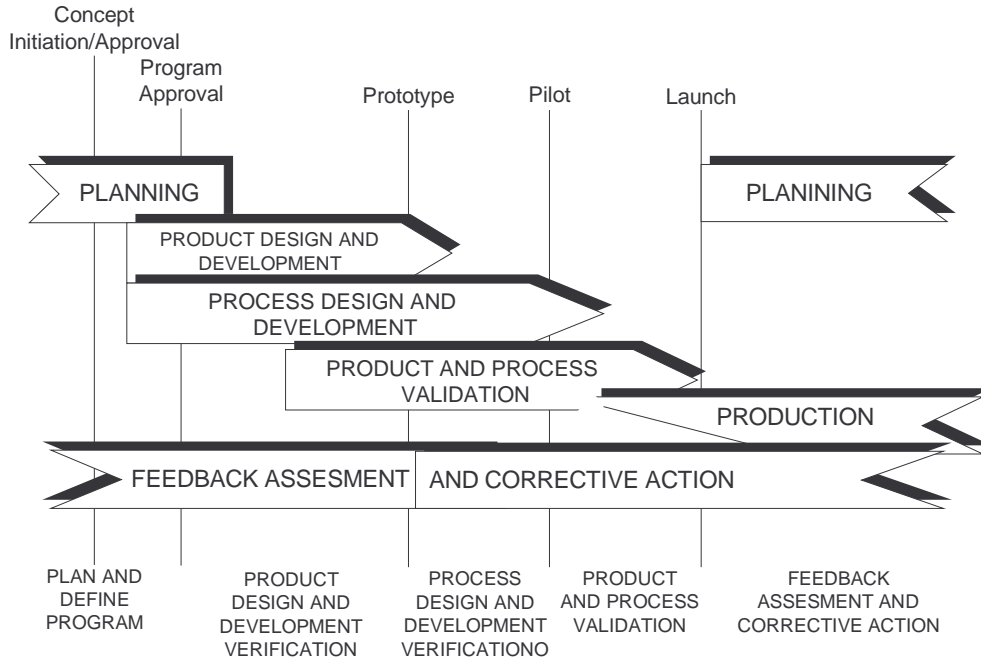 Concept
Initiation/Approval
Program
Approval
Prototype
Pilot
Launch
PLANNING
PLANINING
PRODUCT DESIGN AND
DEVELOPMENT
PROCESS DESIGN AND
DEVELOPMENT
PRODUCT AND PROCESS
VALIDATION
PRODUCTION
FEEDBACK ASSESMENT AND CORRECTIVE ACTION
PLAN AND
DEFINE
PROGRAM
PRODUCT
DESIGN AND
DEVELOPMENT
VERIFICATION
PROCESS
DESIGN AND
DEVELOPMENT
VERIFICATIONO
PRODUCT
AND PROCESS
VALIDATION
FEEDBACK
ASSESMENT AND
CORRECTIVE ACTION